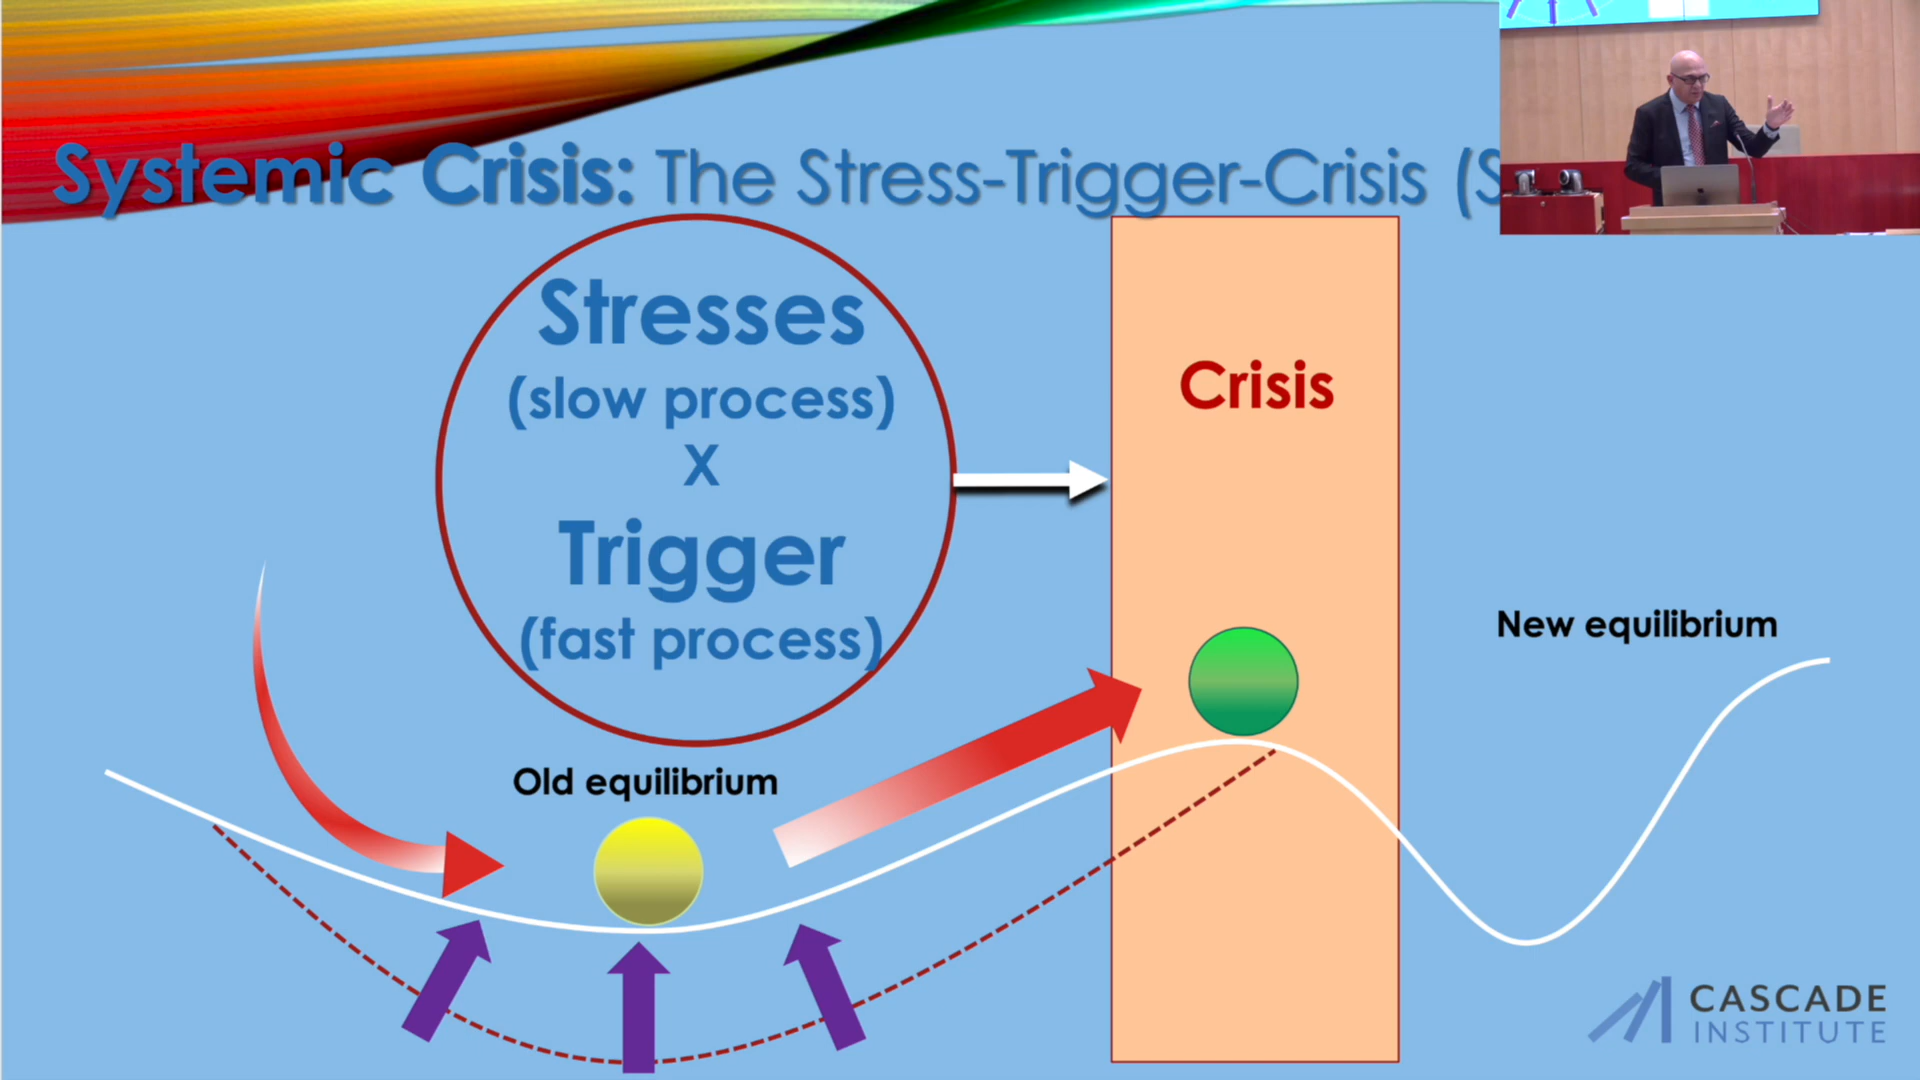 Systemic Crisis: The Stress-Trigger-Crisis (S
Stresses
(slow process)
X
Trigger
(fast process)
Crisis
New equilibrium
Old equilibrium
CASCADE
INSTITUTE